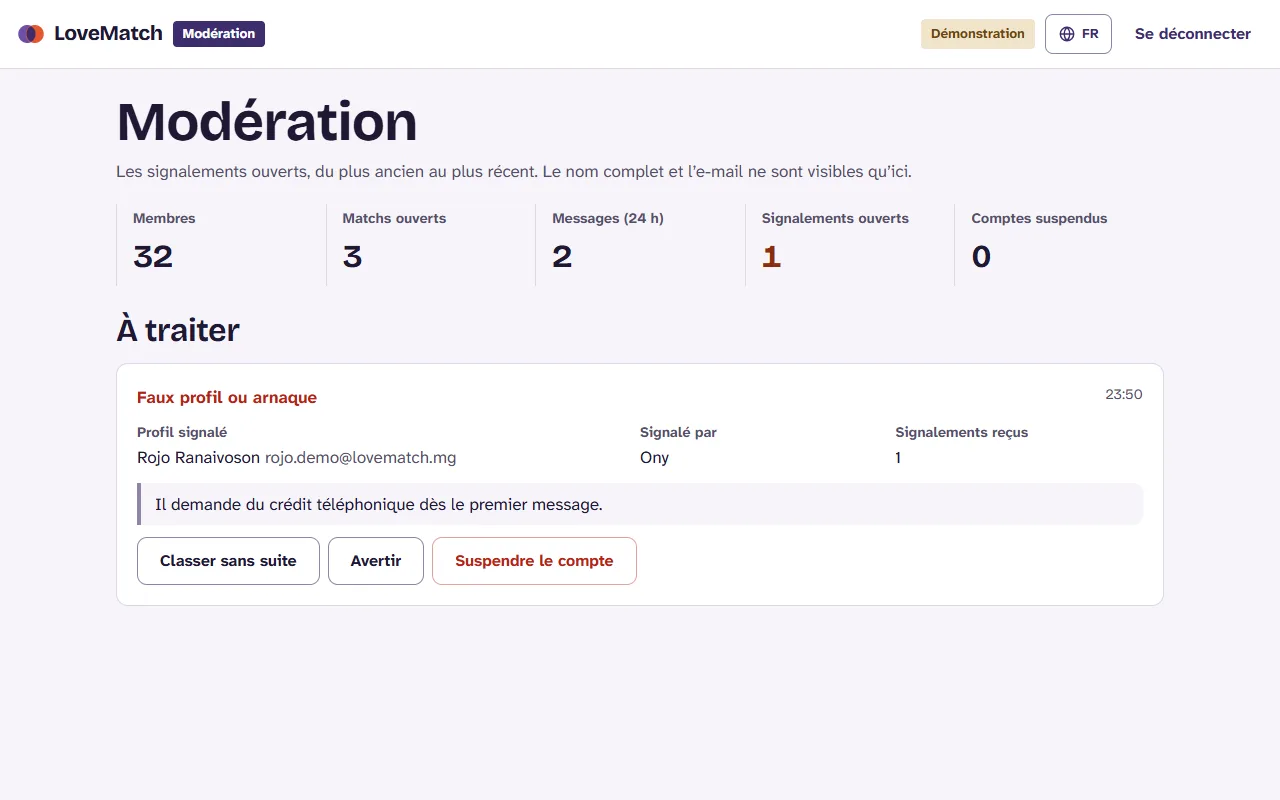 LoveMatch Modération Démonstration FR Se déconnecter
Modération
Les signalements ouverts, du plus ancien au plus récent. Le nom complet et l’e-mail ne sont visibles qu’ici.
Membres Matchs ouverts Messages (24 h) Signalements ouverts Comptes suspendus
32 3 2 1 0
À traiter
Faux profil ou arnaque 23:50
Profil signalé Signalé par Signalements reçus
Rojo Ranaivoson rojo.demo@lovematch.mg Ony 1
Il demande du crédit téléphonique dès le premier message.
Classer sans suite Avertir Suspendre le compte